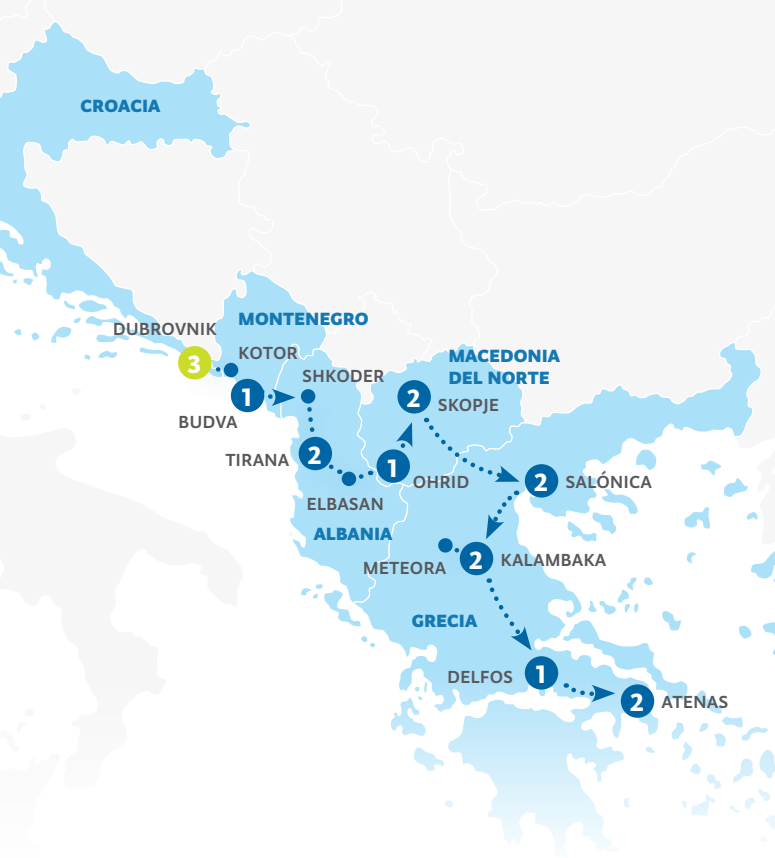 CROACIA
DUBROVNIK
MONTENEGRO
3
KOTOR
1
BUDVA
SHKODER
MACEDONIA
DEL NORTE
2
SKOPJE
TIRANA
2
ELBASAN
1
OHRID
2
SALÓNICA
ALBANIA
METEORA
2
KALAMBAKA
GRECIA
DELFOS
1
2
ATENAS